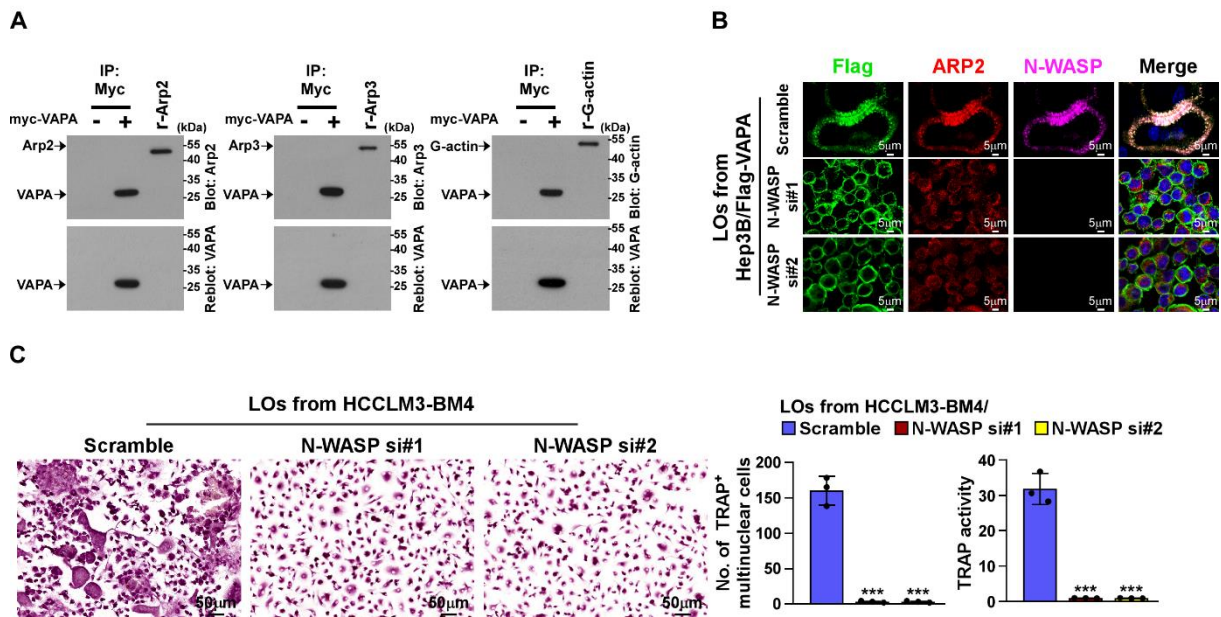 A
IP:
Myc
myc-VAPA - + r-Arp2 (kDa)
Arp2 55
40
35
VAPA 25
Blot: Arp2
55
40
35
VAPA 25
Reblot: VAPA
IP:
Myc
myc-VAPA - + r-Arp3 (kDa)
Arp3 55
40
35
VAPA 25
Blot: Arp3
55
40
35
VAPA 25
Reblot: VAPA
IP:
Myc
myc-VAPA - + r-G-actin (kDa)
G-actin 55
40
35
VAPA 25
Blot: G-actin
55
40
35
VAPA 25
Reblot: VAPA
B
Flag ARP2 N-WASP Merge
LOs from
Hep3B/Flag-VAPA
Scramble
5μm 5μm 5μm 5μm
N-WASP
si#1
5μm 5μm 5μm 5μm
N-WASP
si#2
5μm 5μm 5μm 5μm
C
LOs from HCCLM3-BM4
Scramble N-WASP si#1 N-WASP si#2
50μm 50μm 50μm
LOs from HCCLM3-BM4/
Scramble N-WASP si#1 N-WASP si#2
No. of TRAP+
multinuclear cells
200
150
100
50
0
*** ***
TRAP activity
40
30
20
10
0
*** ***